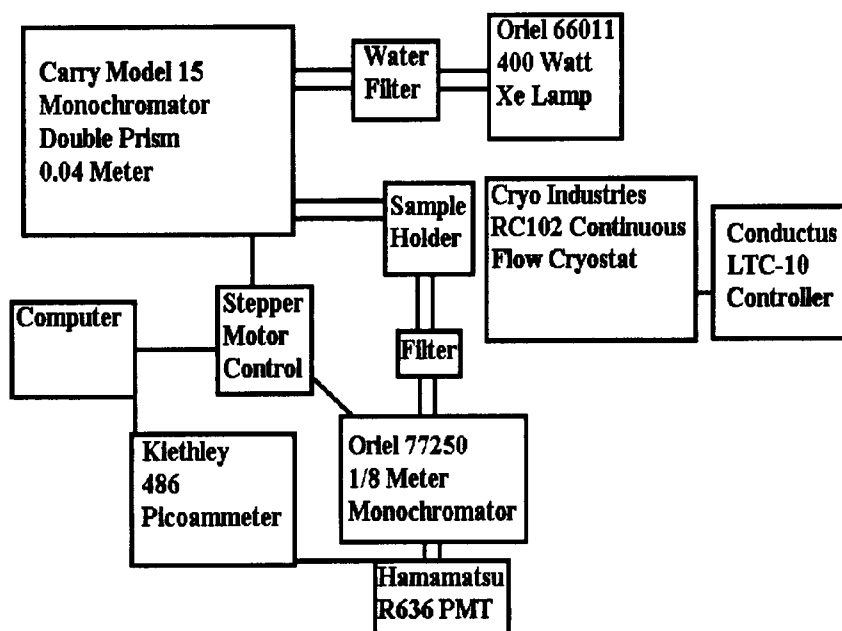 Carry Model 15
Monochromator
Double Prism
0.04 Meter
Water
Filter
Oriel 66011
400 Watt
Xe Lamp
Sample
Holder
Cryo Industries
RC102 Continuous
Flow Cryostat
Conductus
LTC-10
Controller
Computer
Stepper
Motor
Control
Filter
Kiethley
486
Picoammeter
Oriel 77250
1/8 Meter
Monochromator
Hamamatsu
R636 PMT